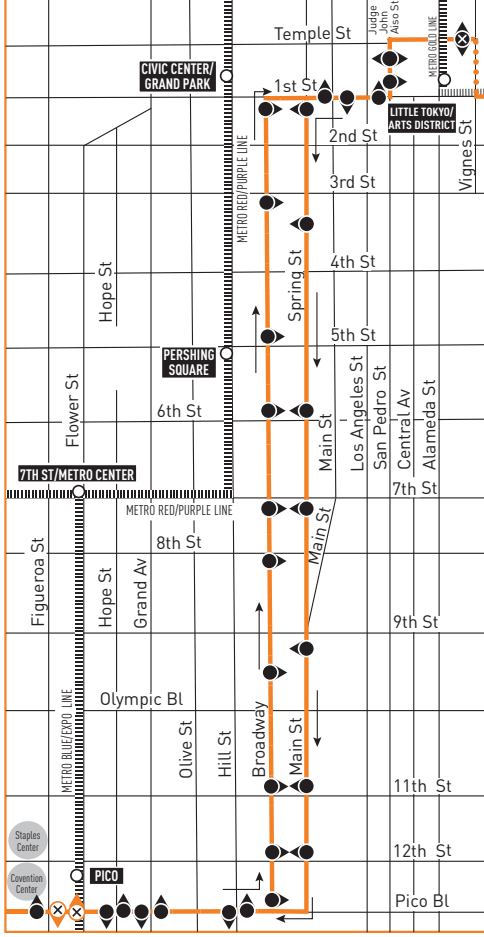 Temple St
Judge
John
Aiso St
METRO GOLD LINE
CIVIC CENTER/
GRAND PARK
1st St
LITTLE TOKYO/
ARTS DISTRICT
2nd St
METRO RED/PURPLE LINE
Vignes St
3rd St
4th St
Hope St
Spring St
5th St
PERSHING
SQUARE
Flower St
6th St
Main St
Los Angeles St
San Pedro St
Central Av
Alameda St
7TH ST/METRO CENTER
7th St
METRO RED/PURPLE LINE
8th St
Main St
Figueroa St
Hope St
Grand Av
9th St
METRO BLUE/EXPO LINE
Olympic Bl
Olive St
Hill St
Broadway
Main St
11th St
Staples
Center
12th St
Covention
Center
PICO
Pico Bl